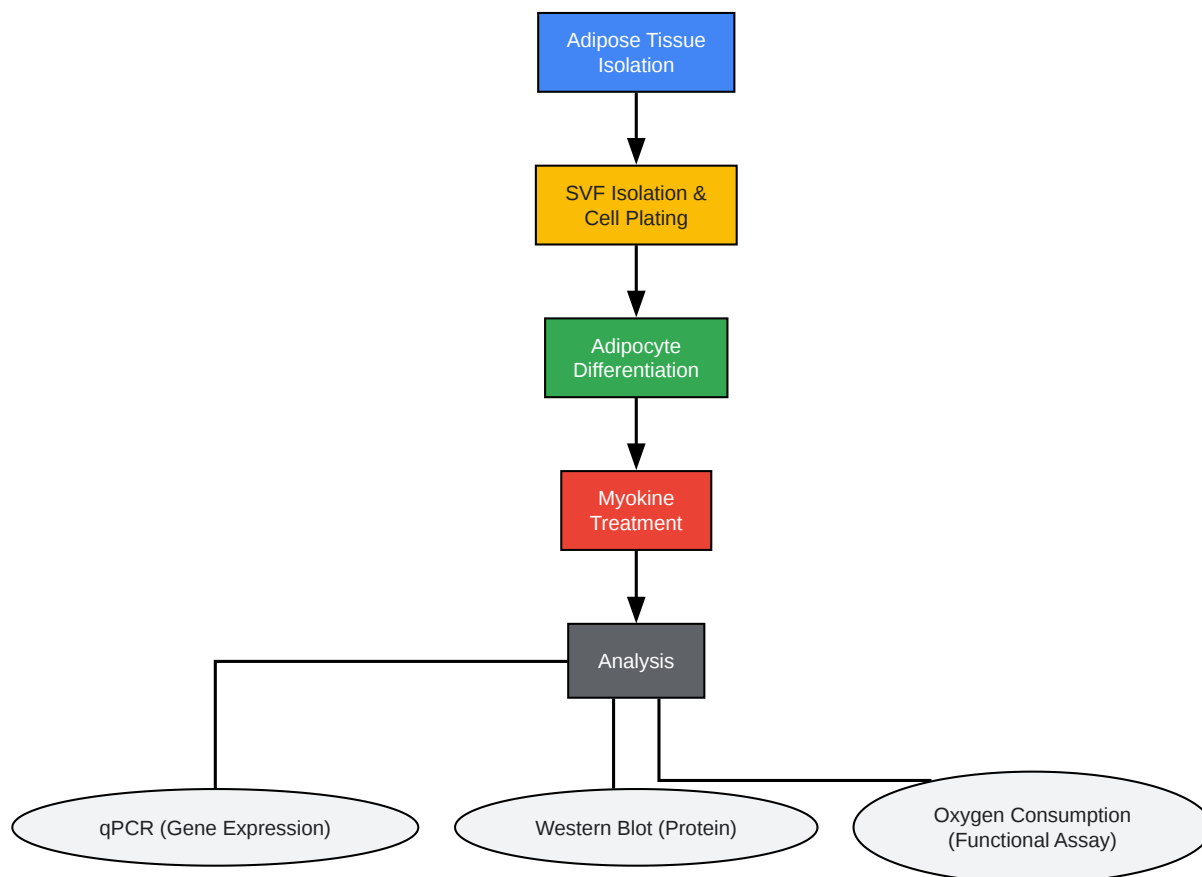 Adipose Tissue
Isolation
SVF Isolation &
Cell Plating
Adipocyte
Differentiation
Myokine
Treatment
Analysis
qPCR (Gene Expression)
Western Blot (Protein)
Oxygen Consumption
(Functional Assay)